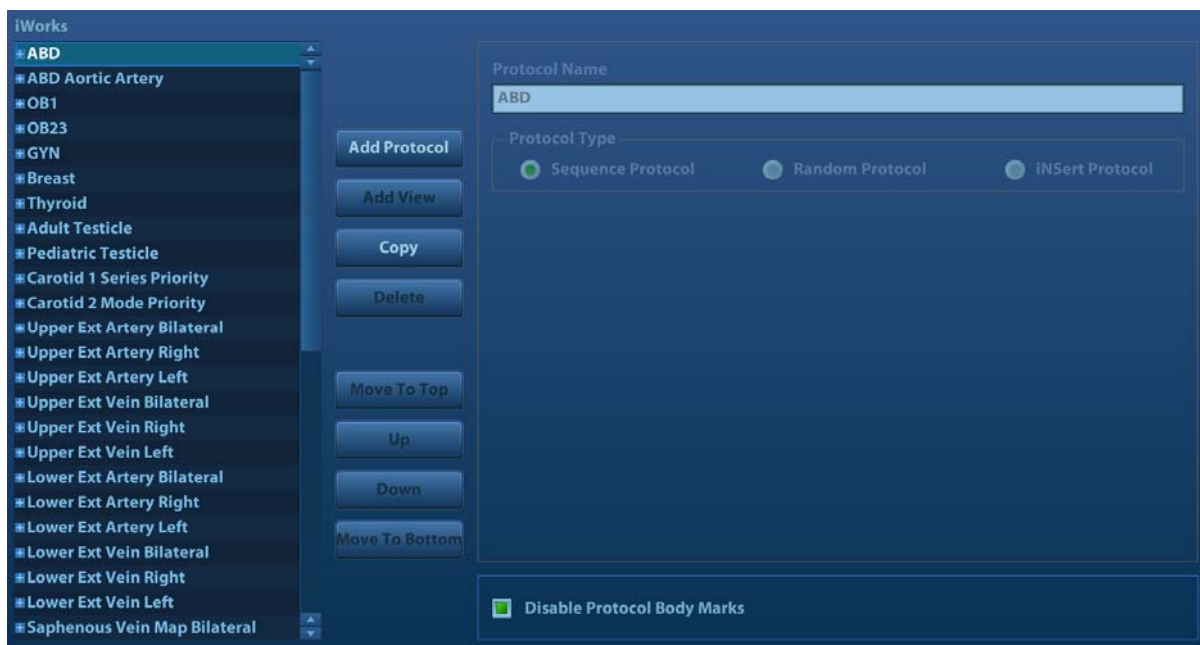 iWorks
ABD
ABD Aortic Artery
OB1
OB23
GYN
Breast
Thyroid
Adult Testicle
Pediatric Testicle
Carotid 1 Series Priority
Carotid 2 Mode Priority
Upper Ext Artery Bilateral
Upper Ext Artery Right
Upper Ext Artery Left
Upper Ext Vein Bilateral
Upper Ext Vein Right
Upper Ext Vein Left
Lower Ext Artery Bilateral
Lower Ext Artery Right
Lower Ext Artery Left
Lower Ext Vein Bilateral
Lower Ext Vein Right
Lower Ext Vein Left
Saphenous Vein Map Bilateral
Add Protocol
Add View
Copy
Delete
Move To Top
Up
Down
Move To Bottom
Protocol Name
ABD
Protocol Type
Sequence Protocol Random Protocol iNSert Protocol
Disable Protocol Body Marks